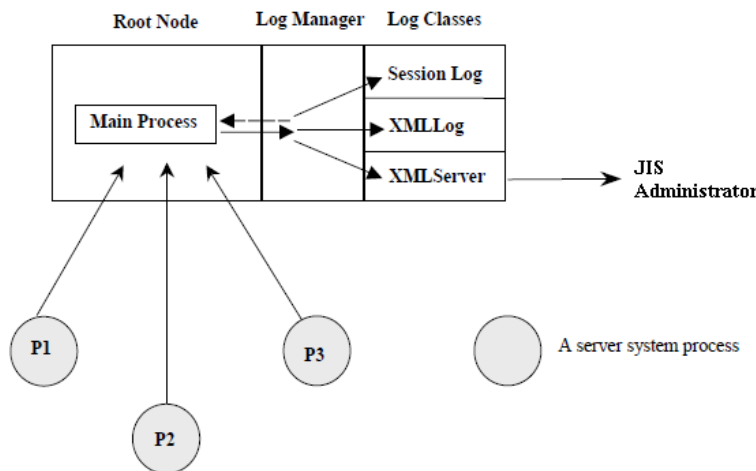 Root Node
Log Manager
Log Classes
Session Log
Main Process
XMLLog
XMLServer
JIS
Administrator
P1
P2
P3
A server system process